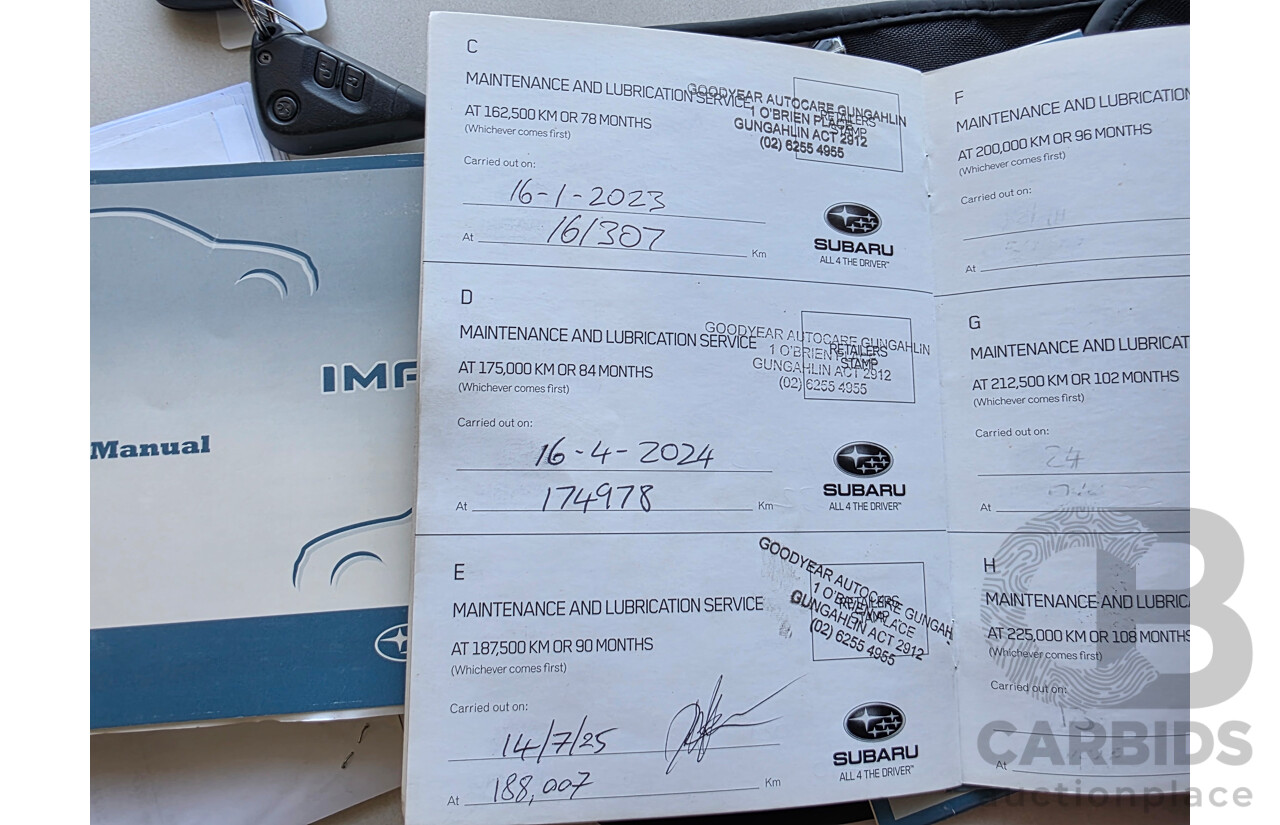 Manual
C
MAINTENANCE AND LUBRICATION SERVICE
AT 162,500 KM OR 78 MONTHS
(Whichever comes first)
GOODYEAR AUTOCARE GUNGAHLIN
1 O'BRIEN PLACE
GUNGAHLIN ACT 2912
(02) 6255 4955
RETAILERS
STAMP
Carried out on:
16-1-2023
At 161307 Km
SUBARU
ALL 4 THE DRIVER™
D
MAINTENANCE AND LUBRICATION SERVICE
AT 175,000 KM OR 84 MONTHS
(Whichever comes first)
GOODYEAR AUTOCARE GUNGAHLIN
1 O'BRIEN PLACE
GUNGAHLIN ACT 2912
(02) 6255 4955
RETAILERS
STAMP
Carried out on:
16-4-2024
At 174978 Km
SUBARU
ALL 4 THE DRIVER™
E
MAINTENANCE AND LUBRICATION SERVICE
AT 187,500 KM OR 90 MONTHS
(Whichever comes first)
GOODYEAR AUTOCARE GUNGAH
1 O'BRIEN PLACE
GUNGAHLIN ACT 2912
(02) 6255 4955
RETAILERS
STAMP
Carried out on:
14/7/25
At 188,007 Km
SUBARU
ALL 4 THE DRIVER™
F
MAINTENANCE AND LUBRICATION
AT 200,000 KM OR 96 MONTHS
(Whichever comes first)
Carried out on:
At
G
MAINTENANCE AND LUBRICAT
AT 212,500 KM OR 102 MONTHS
(Whichever comes first)
Carried out on:
At
H
MAINTENANCE AND LUBRIC
AT 225,000 KM OR 108 MONTHS
(Whichever comes first)
Carried out on:
At
CARBIDS
auctionplace